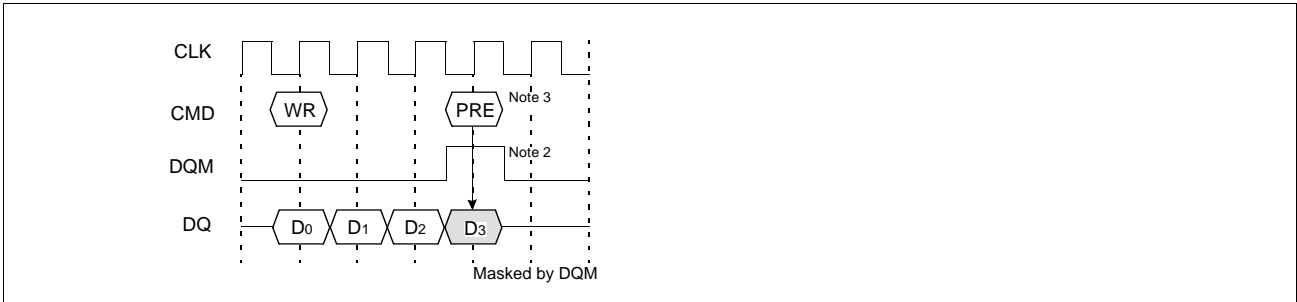 CLK
CMD WR PRE Note 3
DQM Note 2
DQ D0 D1 D2 D3
Masked by DQM